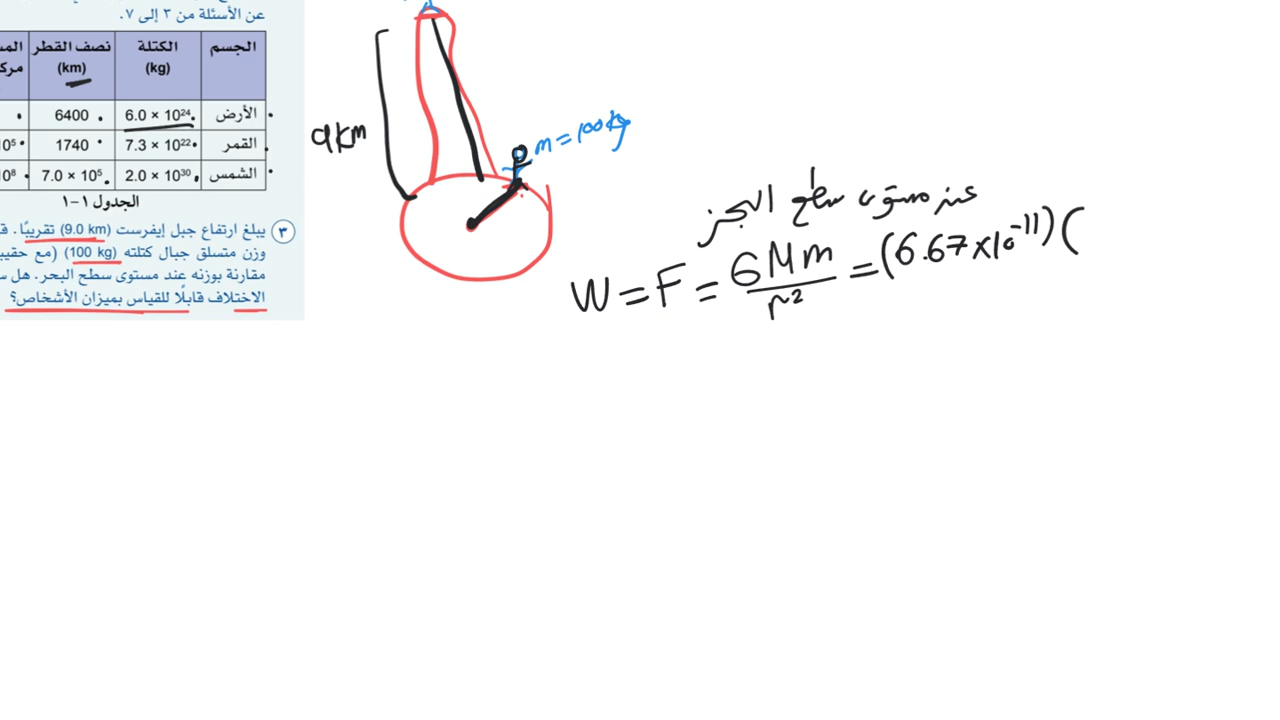 عن الأسئلة من ٣ إلى ٧.
الجسم الكتلة (kg) نصف القطر (km)
الأرض 6.0 × 10²⁴ 6400
القمر 7.3 × 10²² 1740 10⁵
الشمس 2.0 × 10³⁰ 7.0 × 10⁵ 10⁸
الجدول ١-١
٣ يبلغ ارتفاع جبل إيفرست (9.0 km) تقريبًا.
وزن متسلق جبال كتلته (100 kg) (مع
مقارنة بوزنه عند مستوى سطح البحر. هل
الاختلاف قابلًا للقياس بميزان الأشخاص؟
9km
m = 100kg
عند مستوى سطح البحر
W = F = GMm/r² = (6.67×10⁻¹¹)(